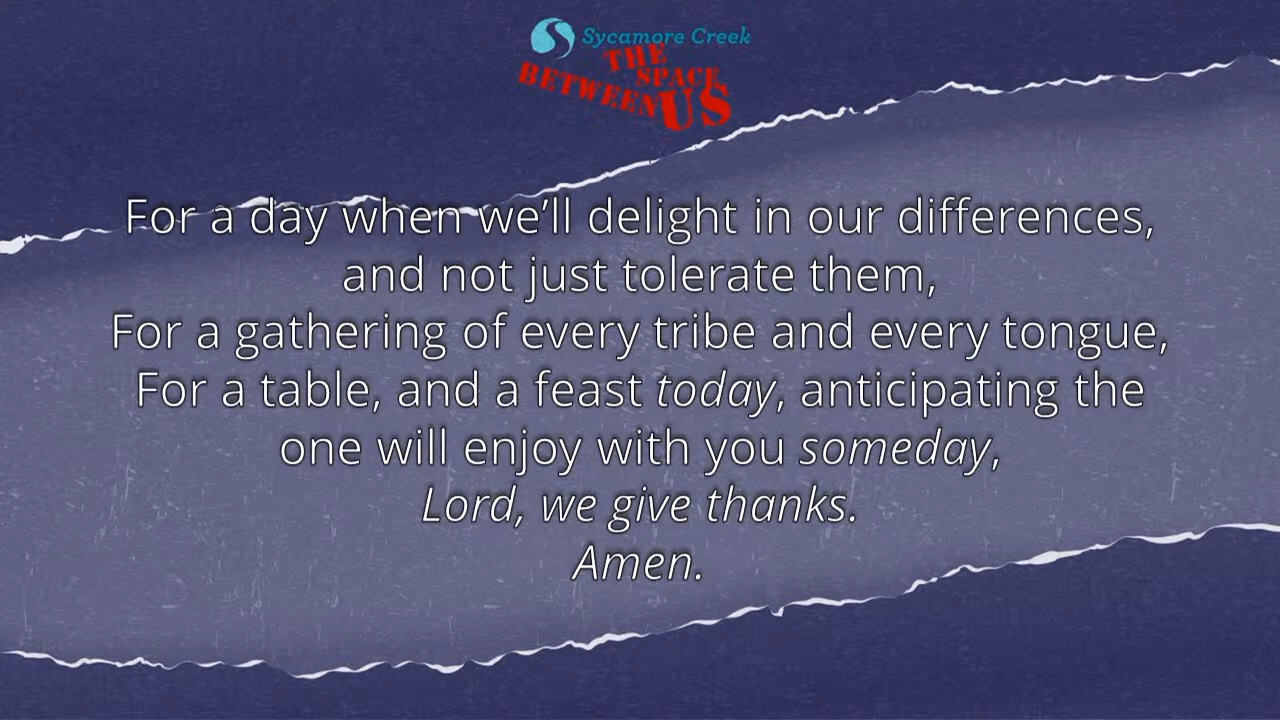 Sycamore Creek
THE
SPACE
BETWEEN
US
For a day when we’ll delight in our differences,
and not just tolerate them,
For a gathering of every tribe and every tongue,
For a table, and a feast today, anticipating the
one will enjoy with you someday,
Lord, we give thanks.
Amen.